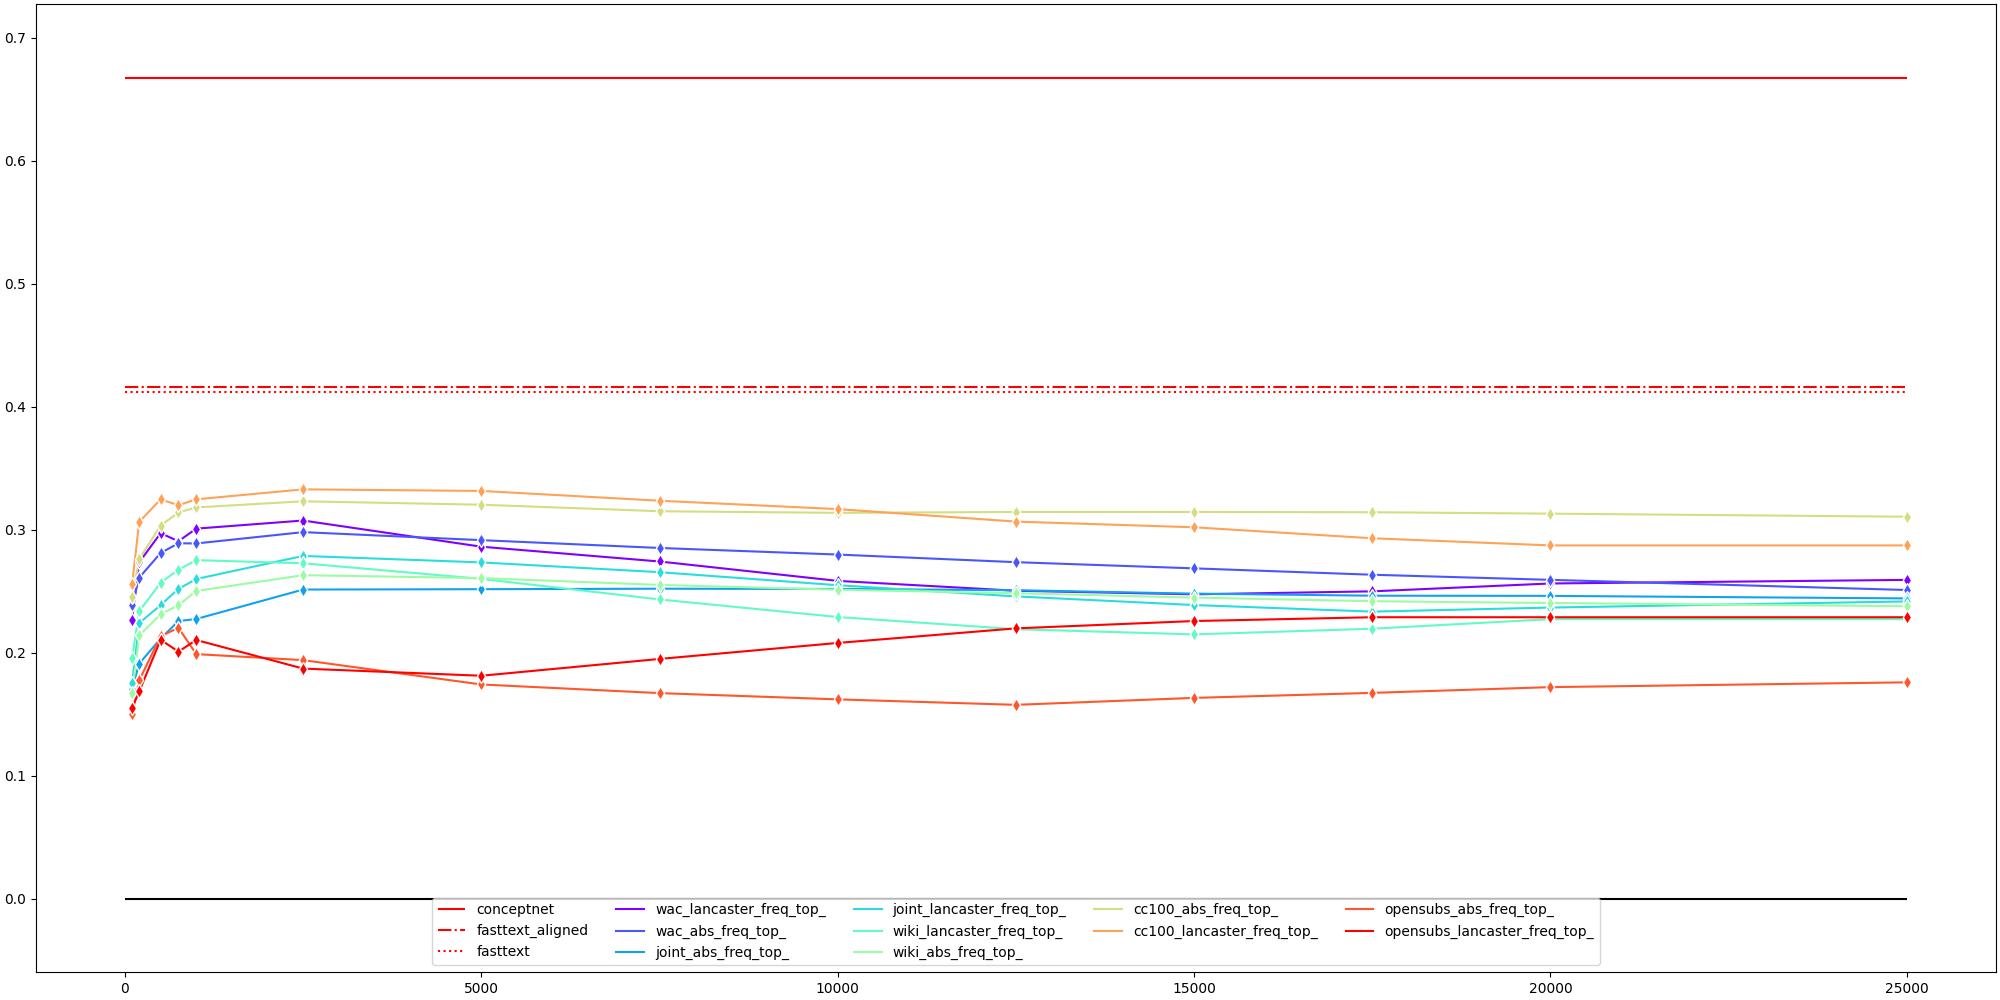 0.7
0.6
0.5
0.4
0.3
0.2
0.1
0.0
conceptnet
fasttext_aligned
fasttext
wac_lancaster_freq_top_
wac_abs_freq_top_
joint_abs_freq_top_
joint_lancaster_freq_top_
wiki_lancaster_freq_top_
wiki_abs_freq_top_
cc100_abs_freq_top_
cc100_lancaster_freq_top_
opensubs_abs_freq_top_
opensubs_lancaster_freq_top_
0 5000 10000 15000 20000 25000